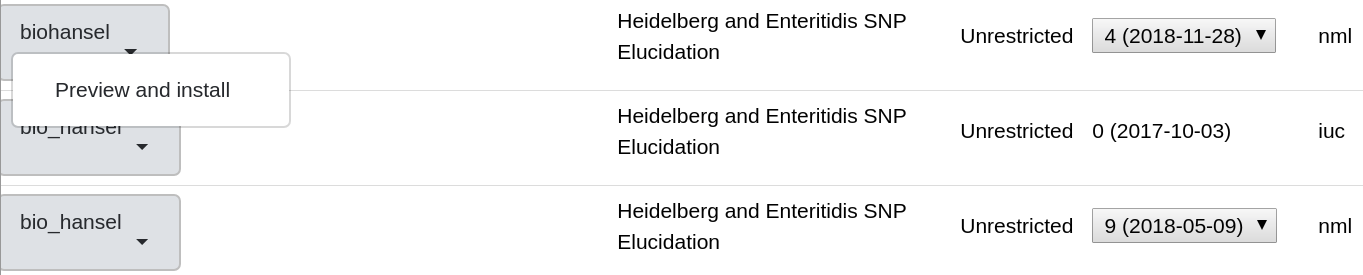 biohansel
Heidelberg and Enteritidis SNP
Elucidation
Unrestricted
4 (2018-11-28) ▼
nml
Preview and install
bio_hansel
Heidelberg and Enteritidis SNP
Elucidation
Unrestricted
0 (2017-10-03)
iuc
bio_hansel
Heidelberg and Enteritidis SNP
Elucidation
Unrestricted
9 (2018-05-09) ▼
nml